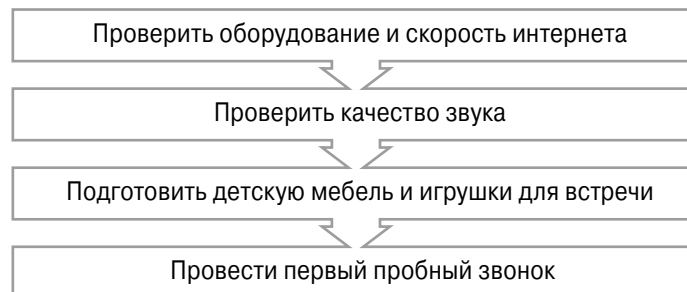 Проверить оборудование и скорость интернета
Проверить качество звука
Подготовить детскую мебель и игрушки для встречи
Провести первый пробный звонок